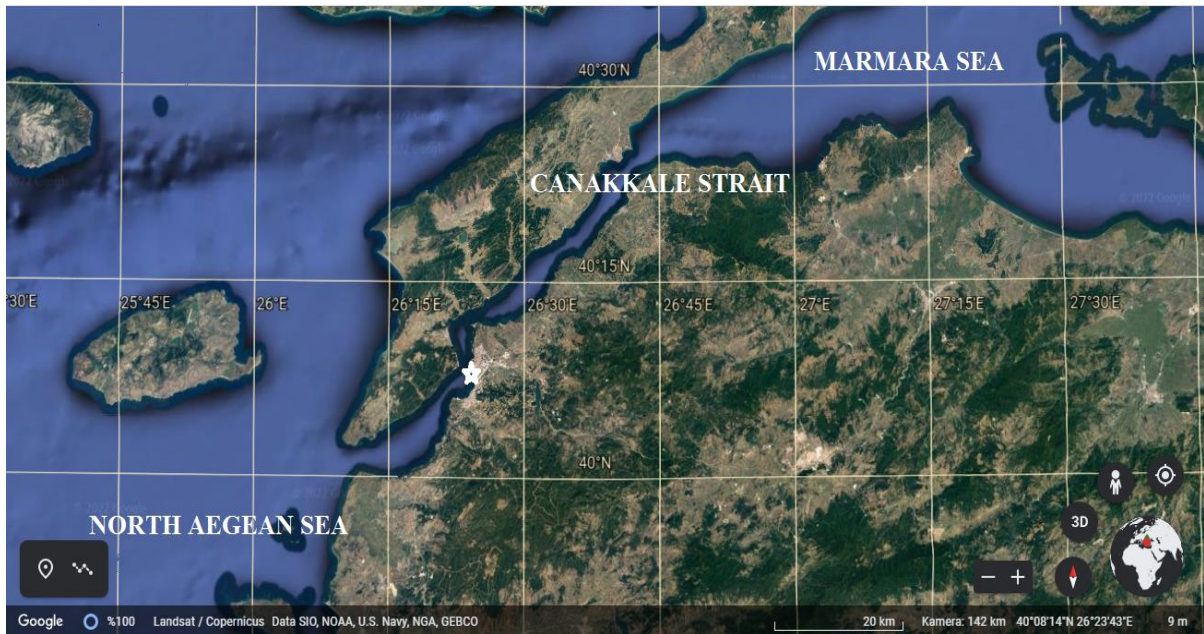 MARMARA SEA
40°30'N
CANAKKALE STRAIT
40°15'N
°30'E
25°45'E
26°E
26°15'E
26°30'E
26°45'E
27°E
27°15'E
27°30'E
40°N
NORTH AEGEAN SEA
3D
Google
%100
Landsat / Copernicus Data SIO, NOAA, U.S. Navy, NGA, GEBCO
20 km
Kamera: 142 km
40°08'14"N 26°23'43"E
9 m